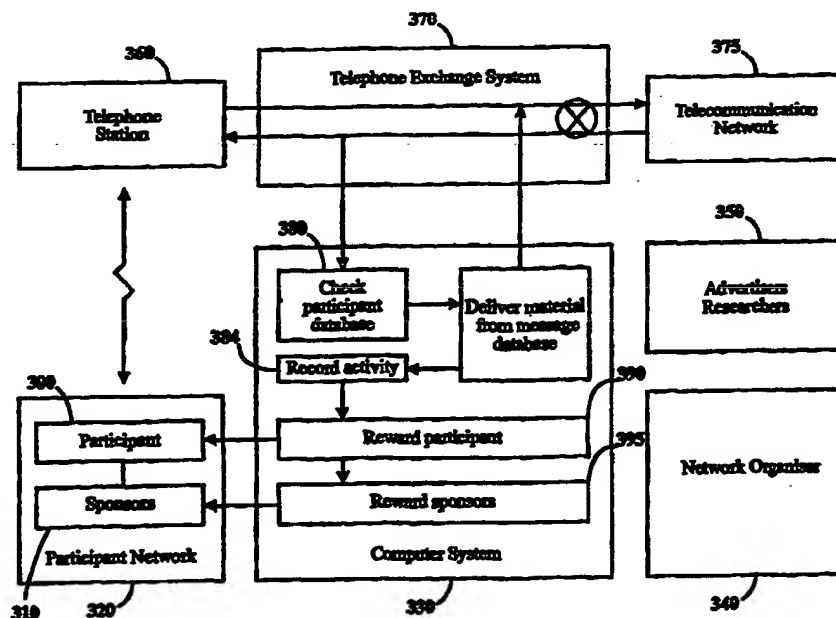 370
360
375
Telephone Exchange System
Telephone
Station
Telecommunication
Network
380
350
Check
participant
database
Deliver material
from message
database
Advertisers
Researchers
384
Record activity
300
390
Participant
Reward participant
395
Network Organiser
Sponsors
Reward sponsors
Participant Network
Computer System
310
320
330
340